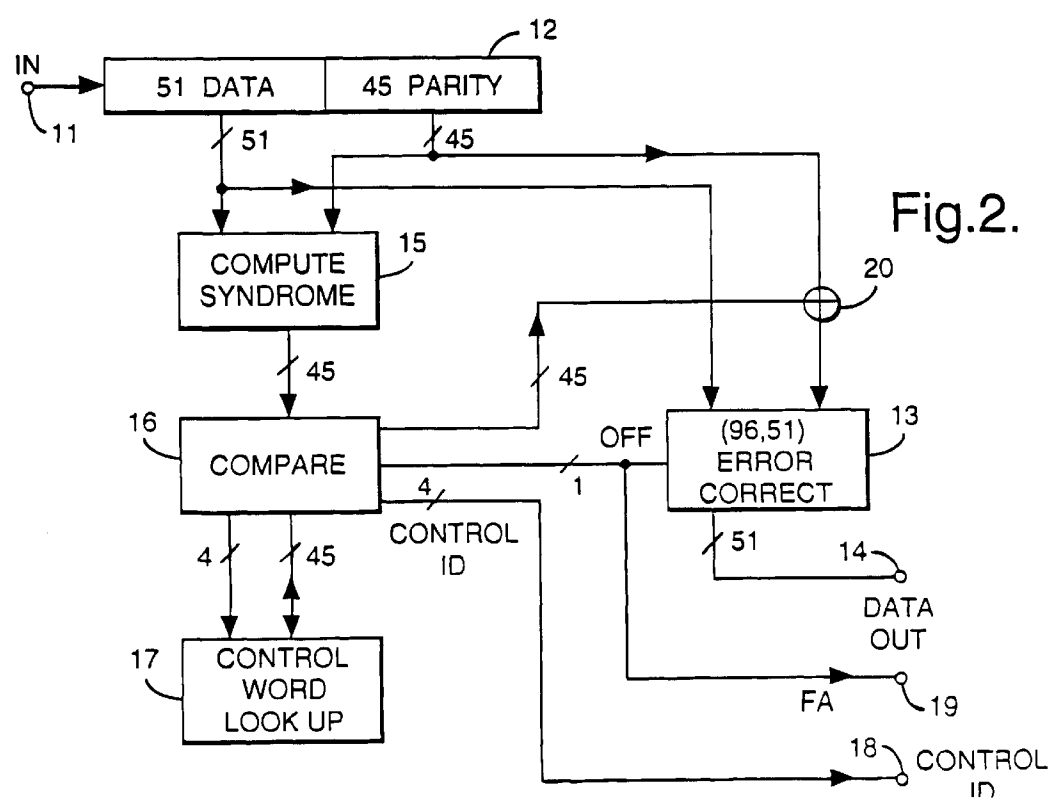 12
IN
51 DATA
45 PARITY
11
51
45
Fig.2.
15
COMPUTE
SYNDROME
20
45
45
16
COMPARE
OFF
1
13
(96,51)
ERROR
CORRECT
4
CONTROL
ID
51
14
DATA
OUT
4
45
17
CONTROL
WORD
LOOK UP
FA
19
18
CONTROL
ID